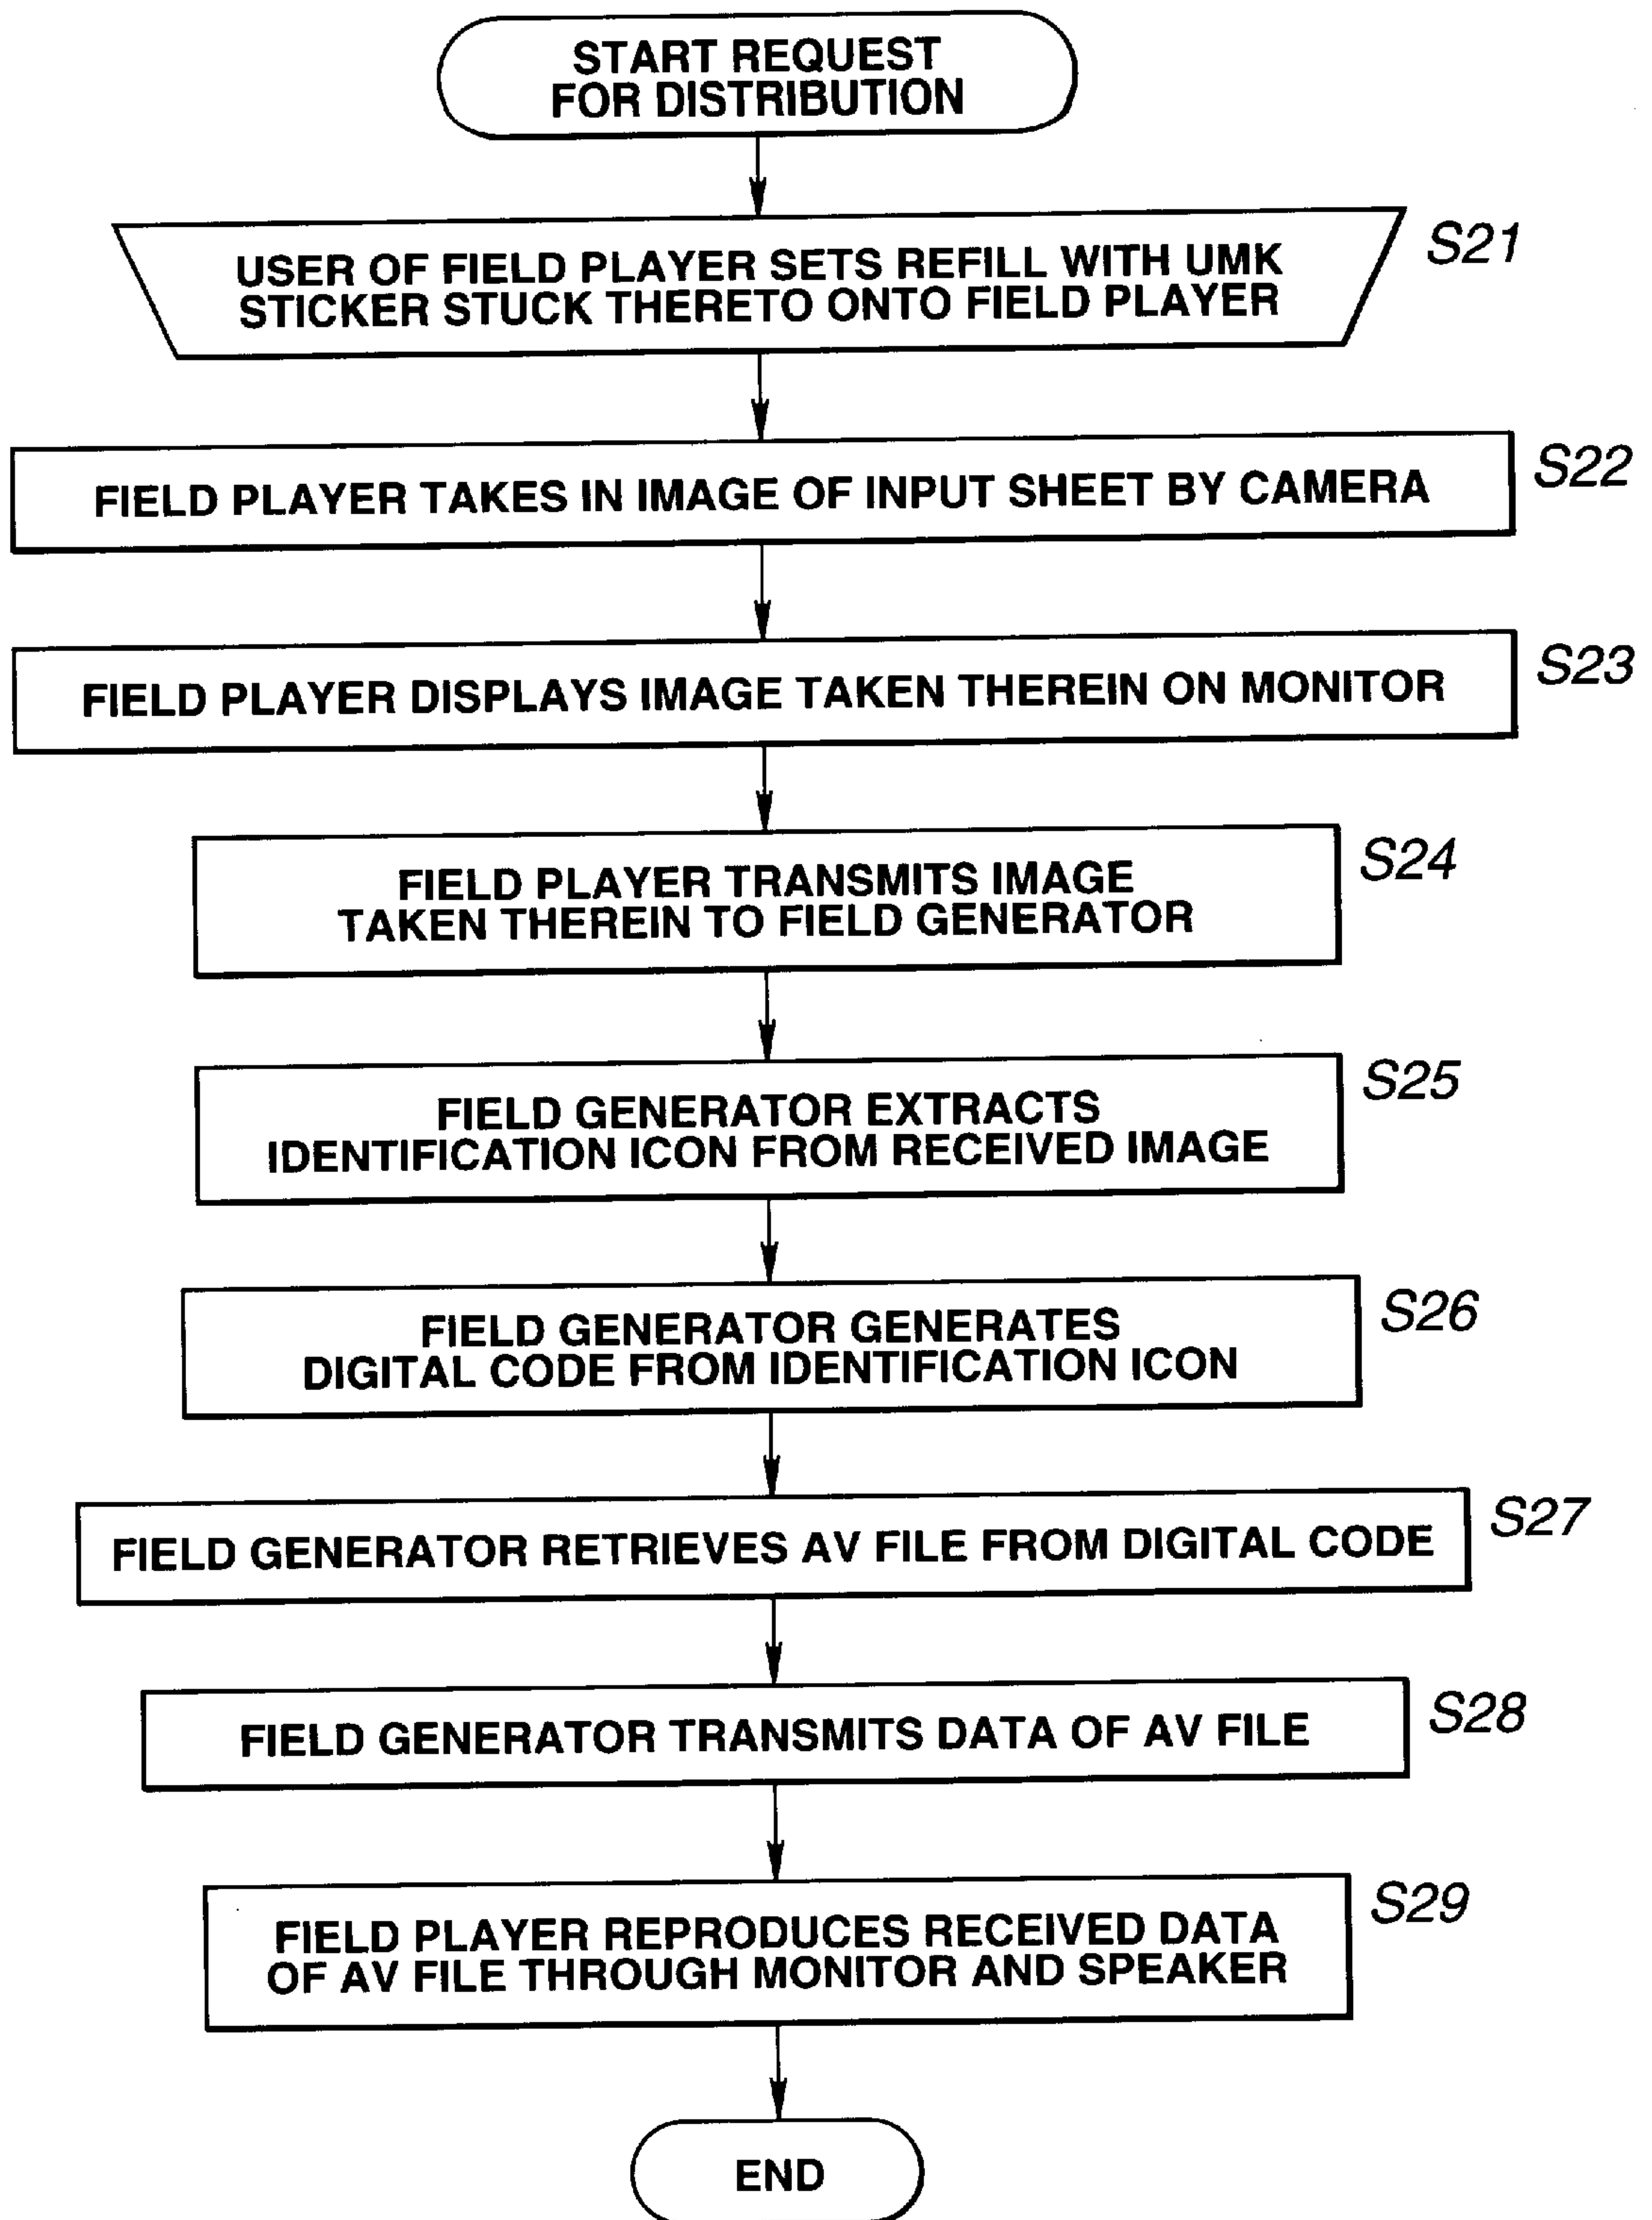 START REQUEST
FOR DISTRIBUTION
USER OF FIELD PLAYER SETS REFILL WITH UMK
STICKER STUCK THERETO ONTO FIELD PLAYER
S21
FIELD PLAYER TAKES IN IMAGE OF INPUT SHEET BY CAMERA
S22
FIELD PLAYER DISPLAYS IMAGE TAKEN THEREIN ON MONITOR
S23
FIELD PLAYER TRANSMITS IMAGE
TAKEN THEREIN TO FIELD GENERATOR
S24
FIELD GENERATOR EXTRACTS
IDENTIFICATION ICON FROM RECEIVED IMAGE
S25
FIELD GENERATOR GENERATES
DIGITAL CODE FROM IDENTIFICATION ICON
S26
FIELD GENERATOR RETRIEVES AV FILE FROM DIGITAL CODE
S27
FIELD GENERATOR TRANSMITS DATA OF AV FILE
S28
FIELD PLAYER REPRODUCES RECEIVED DATA
OF AV FILE THROUGH MONITOR AND SPEAKER
S29
END